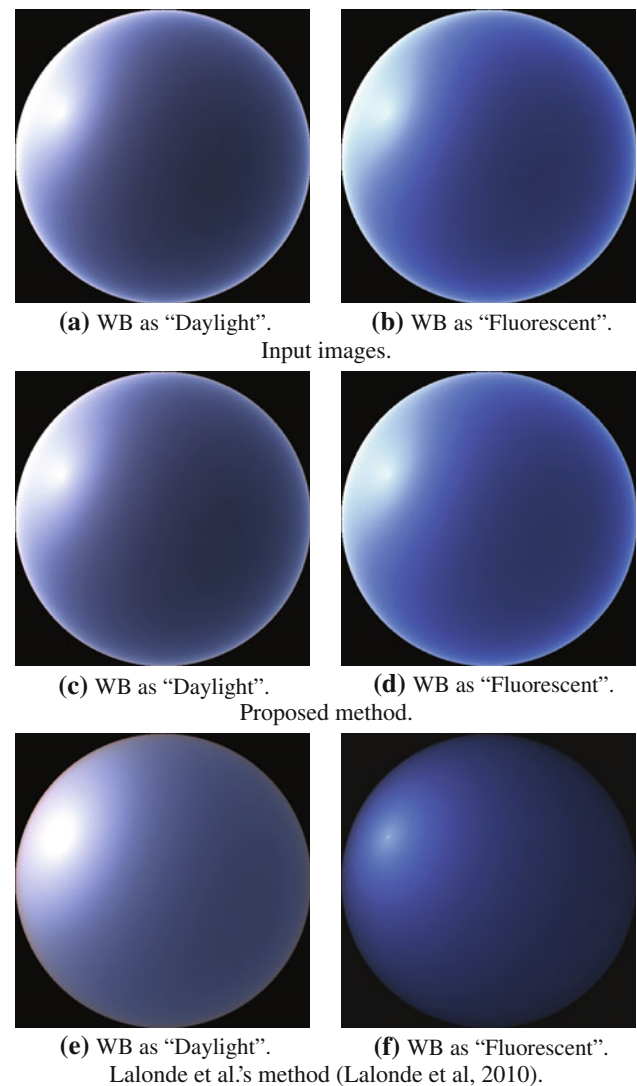 (a) WB as “Daylight”.
(b) WB as “Fluorescent”.
Input images.
(c) WB as “Daylight”.
(d) WB as “Fluorescent”.
Proposed method.
(e) WB as “Daylight”.
(f) WB as “Fluorescent”.
Lalonde et al.’s method (Lalonde et al, 2010).